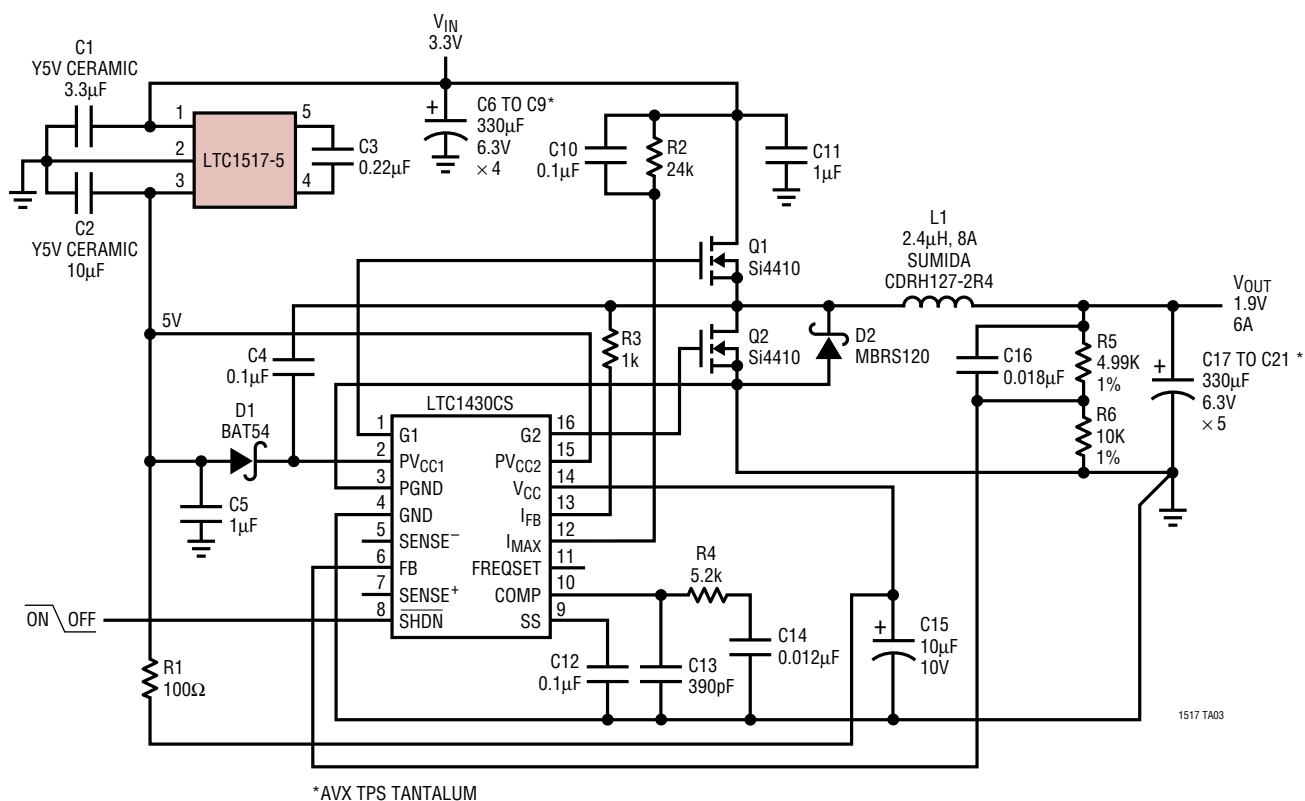 V_IN
3.3V
C1
Y5V CERAMIC
3.3µF
1
2
3
LTC1517-5
5
4
C3
0.22µF
C2
Y5V CERAMIC
10µF
+
C6 TO C9*
330µF
6.3V
× 4
C10
0.1µF
R2
24k
C11
1µF
Q1
Si4410
L1
2.4µH, 8A
SUMIDA
CDRH127-2R4
V_OUT
1.9V
6A
5V
C4
0.1µF
R3
1k
Q2
Si4410
D2
MBRS120
C16
0.018µF
R5
4.99K
1%
R6
10K
1%
+
C17 TO C21 *
330µF
6.3V
× 5
D1
BAT54
C5
1µF
LTC1430CS
1
G1
G2
16
2
PV_CC1
PV_CC2
15
3
PGND
V_CC
14
4
GND
I_FB
13
5
SENSE⁻
I_MAX
12
6
FB
FREQSET
11
7
SENSE⁺
COMP
10
8
SHDN
SS
9
ON OFF
R4
5.2k
R1
100Ω
C12
0.1µF
C13
390pF
C14
0.012µF
+
C15
10µF
10V
1517 TA03
*AVX TPS TANTALUM